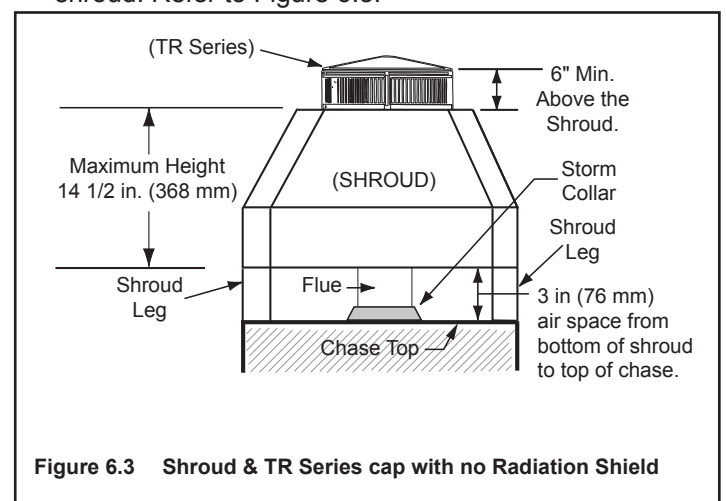 shroud. Refer to Figure 6.3.
(TR Series)
6" Min.
Above the
Shroud.
Maximum Height
14 1/2 in. (368 mm)
(SHROUD)
Storm
Collar
Shroud
Leg
Shroud
Leg
Flue
3 in (76 mm)
air space from
bottom of shroud
to top of chase.
Chase Top
Figure 6.3 Shroud & TR Series cap with no Radiation Shield